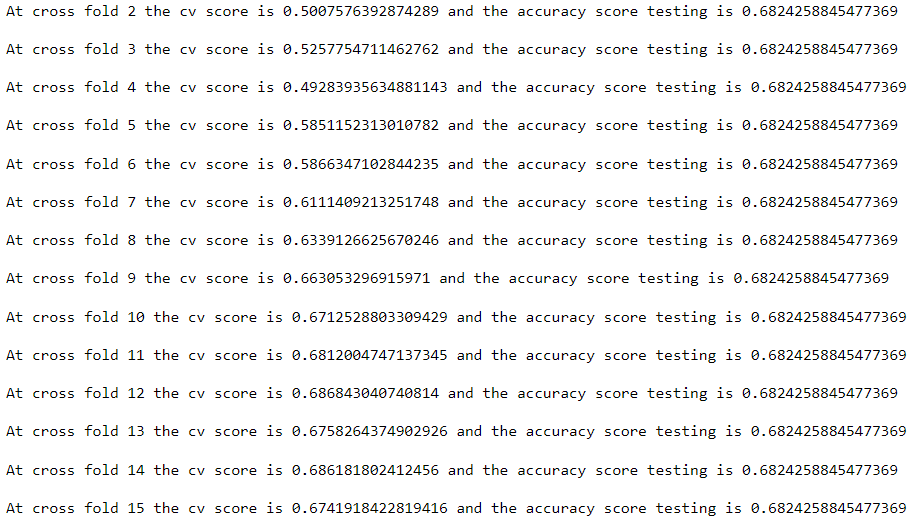 At cross fold 2 the cv score is 0.5007576392874289 and the accuracy score testing is 0.6824258845477369
At cross fold 3 the cv score is 0.5257754711462762 and the accuracy score testing is 0.6824258845477369
At cross fold 4 the cv score is 0.49283935634881143 and the accuracy score testing is 0.6824258845477369
At cross fold 5 the cv score is 0.5851152313010782 and the accuracy score testing is 0.6824258845477369
At cross fold 6 the cv score is 0.5866347102844235 and the accuracy score testing is 0.6824258845477369
At cross fold 7 the cv score is 0.6111409213251748 and the accuracy score testing is 0.6824258845477369
At cross fold 8 the cv score is 0.6339126625670246 and the accuracy score testing is 0.6824258845477369
At cross fold 9 the cv score is 0.663053296915971 and the accuracy score testing is 0.6824258845477369
At cross fold 10 the cv score is 0.6712528803309429 and the accuracy score testing is 0.6824258845477369
At cross fold 11 the cv score is 0.6812004747137345 and the accuracy score testing is 0.6824258845477369
At cross fold 12 the cv score is 0.686843040740814 and the accuracy score testing is 0.6824258845477369
At cross fold 13 the cv score is 0.6758264374902926 and the accuracy score testing is 0.6824258845477369
At cross fold 14 the cv score is 0.686181802412456 and the accuracy score testing is 0.6824258845477369
At cross fold 15 the cv score is 0.6741918422819416 and the accuracy score testing is 0.6824258845477369